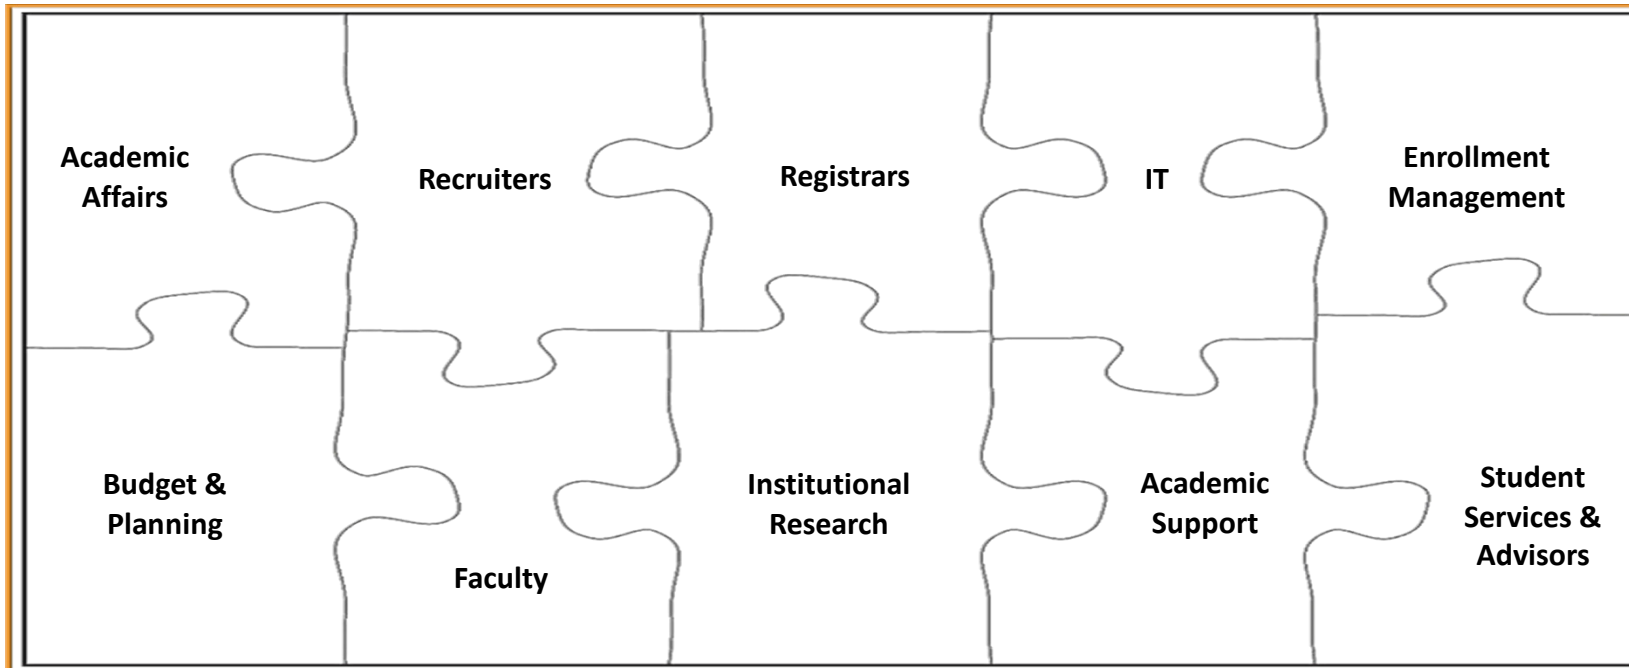 Academic
Affairs
Recruiters
Registrars
IT
Enrollment
Management
Budget &
Planning
Faculty
Institutional
Research
Academic
Support
Student
Services &
Advisors